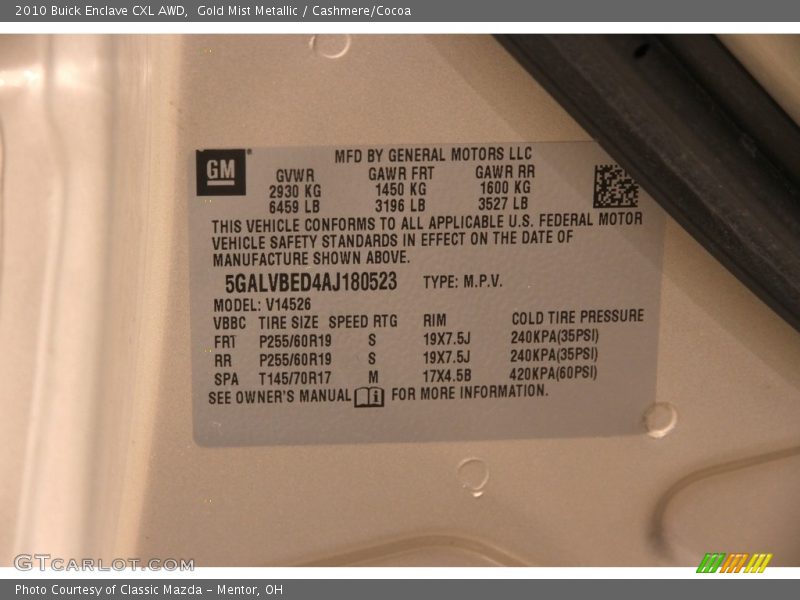 2010 Buick Enclave CXL AWD,  Gold Mist Metallic / Cashmere/Cocoa
GM
MFD BY GENERAL MOTORS LLC
GVWR GAWR FRT GAWR RR
2930 KG 1450 KG 1600 KG
6459 LB 3196 LB 3527 LB
THIS VEHICLE CONFORMS TO ALL APPLICABLE U.S. FEDERAL MOTOR
VEHICLE SAFETY STANDARDS IN EFFECT ON THE DATE OF
MANUFACTURE SHOWN ABOVE.
5GALVBED4AJ180523 TYPE: M.P.V.
MODEL: V14526
VBBC TIRE SIZE SPEED RTG RIM COLD TIRE PRESSURE
FRT P255/60R19 S 19X7.5J 240KPA(35PSI)
RR P255/60R19 S 19X7.5J 240KPA(35PSI)
SPA T145/70R17 M 17X4.5B 420KPA(60PSI)
SEE OWNER'S MANUAL i FOR MORE INFORMATION.
GTCARLOT.COM
Photo Courtesy of Classic Mazda - Mentor, OH